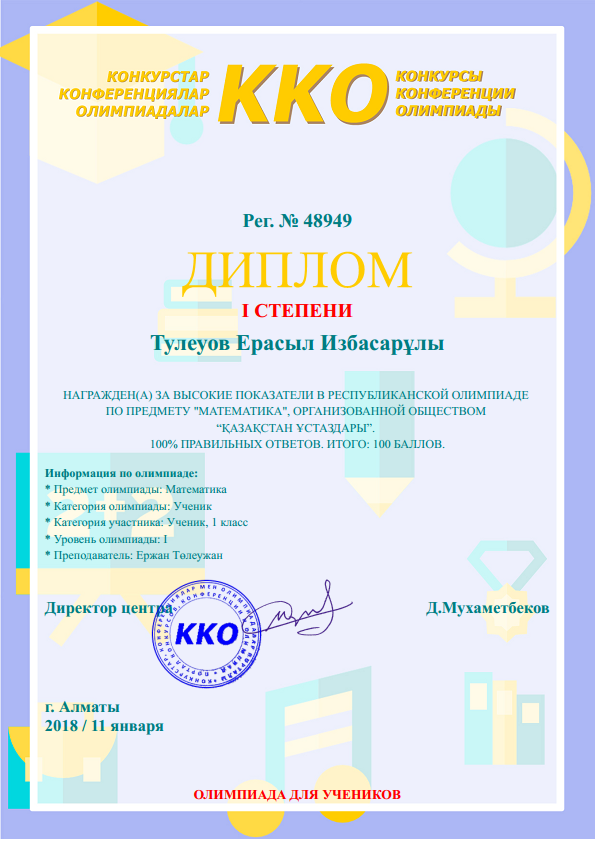 КОНКУРСТАР
КОНФЕРЕНЦИЯЛАР
ОЛИМПИАДАЛАР
ККО
КОНКУРСЫ
КОНФЕРЕНЦИИ
ОЛИМПИАДЫ
Рег. № 48949
ДИПЛОМ
I СТЕПЕНИ
Тулеуов Ерасыл Избасарұлы
НАГРАЖДЕН(А) ЗА ВЫСОКИЕ ПОКАЗАТЕЛИ В РЕСПУБЛИКАНСКОЙ ОЛИМПИАДЕ
ПО ПРЕДМЕТУ "МАТЕМАТИКА", ОРГАНИЗОВАННОЙ ОБЩЕСТВОМ
“ҚАЗАҚСТАН ҰСТАЗДАРЫ”.
100% ПРАВИЛЬНЫХ ОТВЕТОВ. ИТОГО: 100 БАЛЛОВ.
Информация по олимпиаде:
* Предмет олимпиады: Математика
* Категория олимпиады: Ученик
* Категория участника: Ученик, 1 класс
* Уровень олимпиады: I
* Преподаватель: Ержан Төлеужан
Директор центра
ККО
Д.Мухаметбеков
г. Алматы
2018 / 11 января
ОЛИМПИАДА ДЛЯ УЧЕНИКОВ